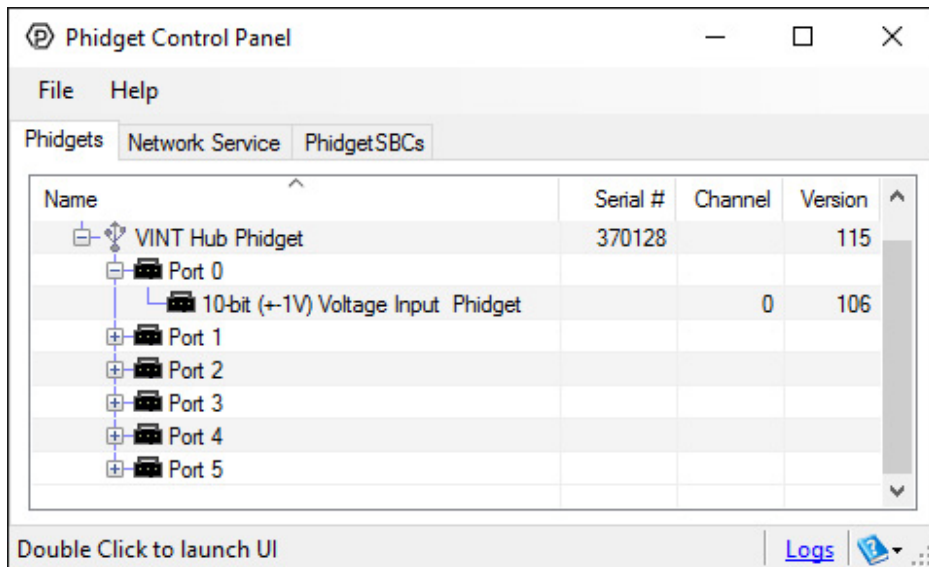 Phidget Control Panel
File Help
Phidgets Network Service PhidgetSBCs
Name Serial # Channel Version
VINT Hub Phidget 370128 115
Port 0
10-bit (+-1V) Voltage Input Phidget 0 106
Port 1
Port 2
Port 3
Port 4
Port 5
Double Click to launch UI Logs